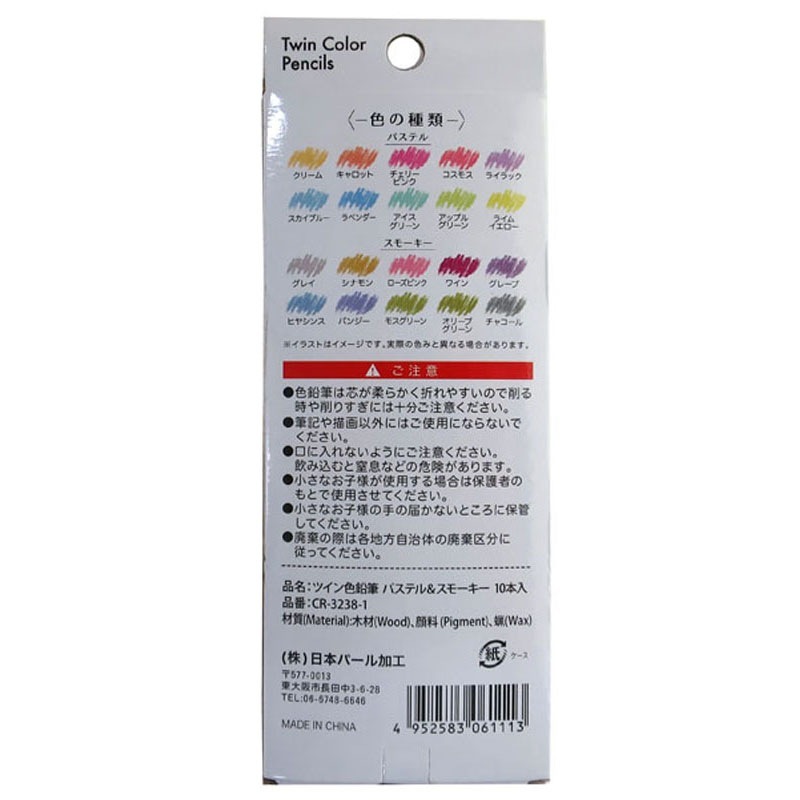 Twin Color
Pencils
〈−色の種類−〉
パステル
クリーム キャロット チェリーピンク コスモス ライラック
スカイブルー ラベンダー アイスグリーン アップルグリーン ライムイエロー
スモーキー
グレイ シナモン ローズピンク ワイン グレープ
ヒヤシンス パンジー モスグリーン オリーブグリーン チャコール
※イラストはイメージです。実際の色みと異なる場合があります。
ご注意
●色鉛筆は芯が柔らかく折れやすいので削る
時や削りすぎには十分ご注意ください。
●筆記や描画以外にはご使用にならないで
ください。
●口に入れないようにご注意ください。
飲み込むと窒息などの危険があります。
●小さなお子様が使用する場合は保護者の
もとで使用させてください。
●小さなお子様の手の届かないところに保管
してください。
●廃棄の際は各地方自治体の廃棄区分に
従ってください。
品名:ツイン色鉛筆 パステル&スモーキー 10本入
品番:CR-3238-1
材質(Material):木材(Wood)、顔料(Pigment)、蝋(Wax)
(株)日本パール加工
〒577-0013
東大阪市長田中3-6-28
TEL:06-6748-6646
MADE IN CHINA
紙 ケース
4 952583 061113